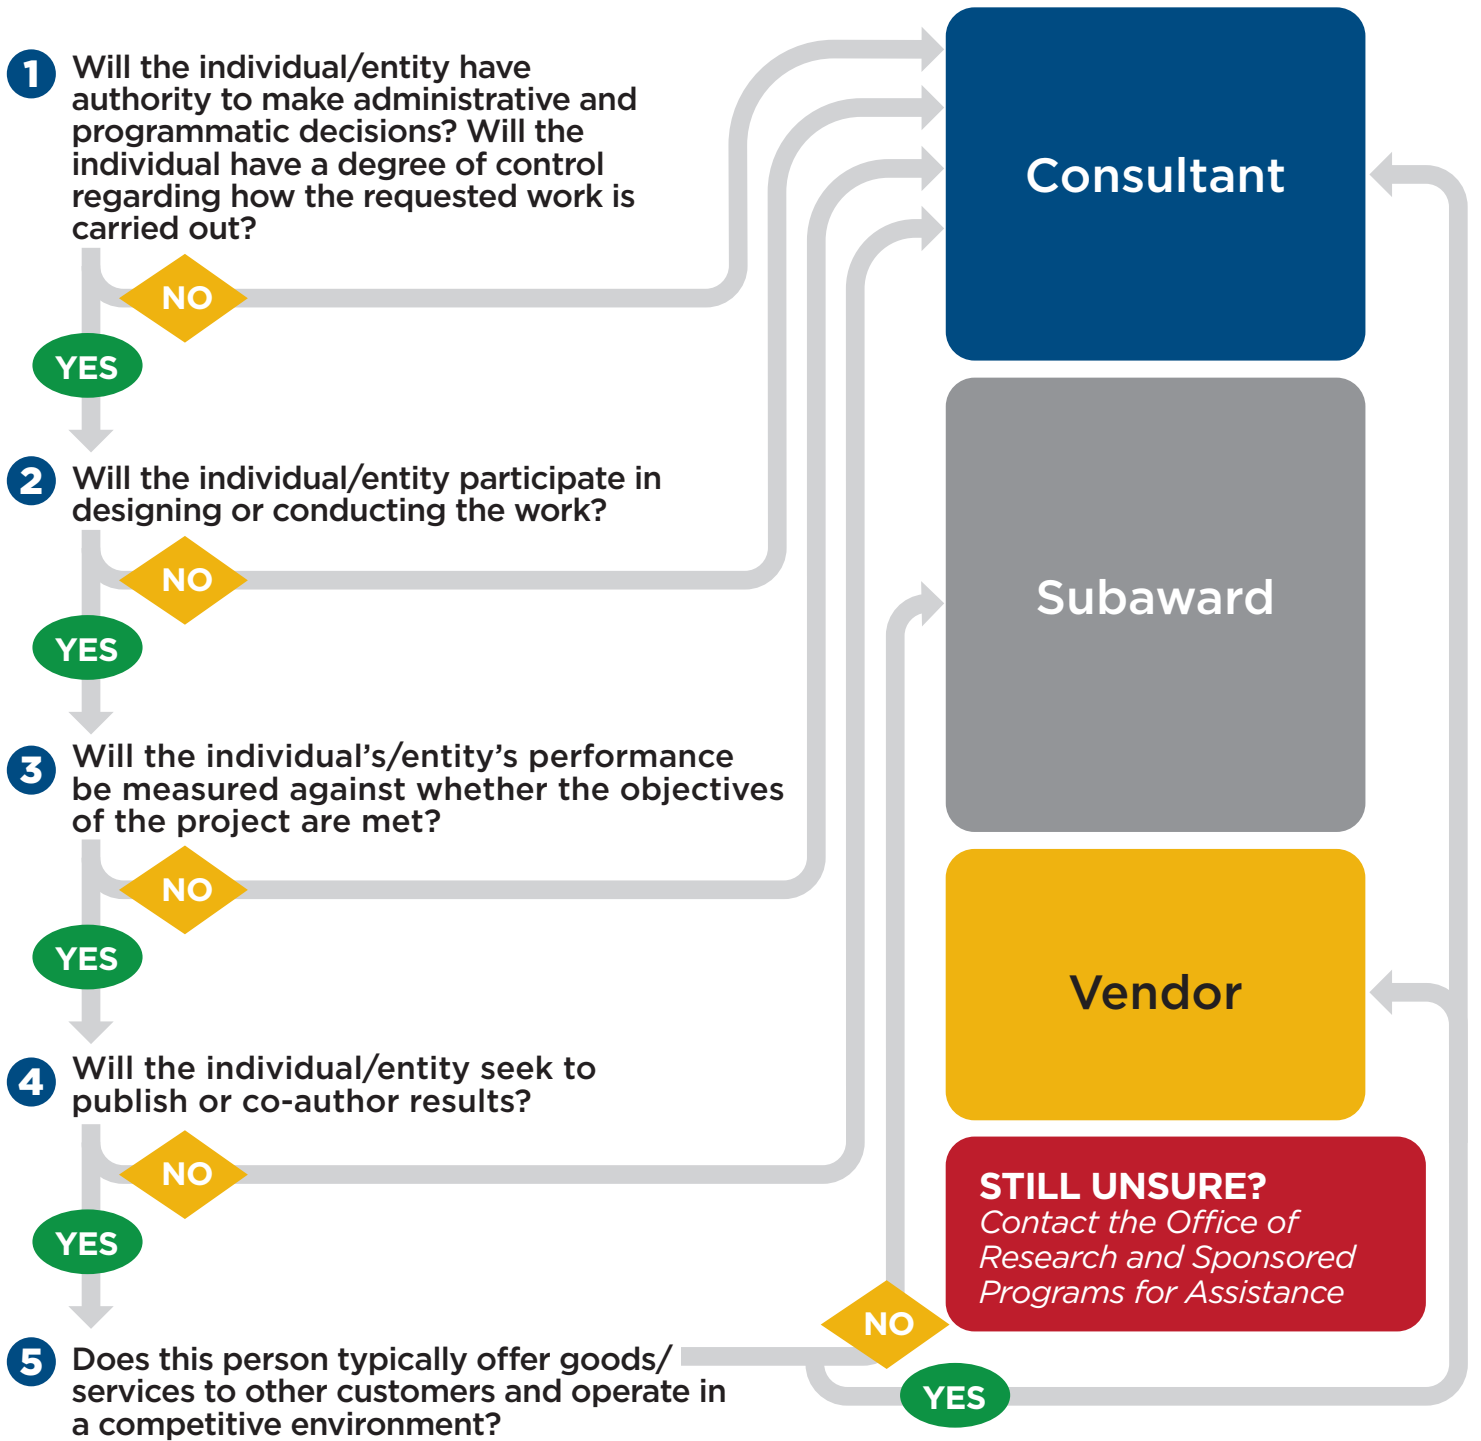 1 Will the individual/entity have
authority to make administrative and
programmatic decisions? Will the
individual have a degree of control
regarding how the requested work is
carried out?
NO
YES
2 Will the individual/entity participate in
designing or conducting the work?
NO
YES
3 Will the individual’s/entity’s performance
be measured against whether the objectives
of the project are met?
NO
YES
4 Will the individual/entity seek to
publish or co-author results?
NO
YES
5 Does this person typically offer goods/
services to other customers and operate in
a competitive environment?
NO
YES
Consultant
Subaward
Vendor
STILL UNSURE?
Contact the Office of
Research and Sponsored
Programs for Assistance